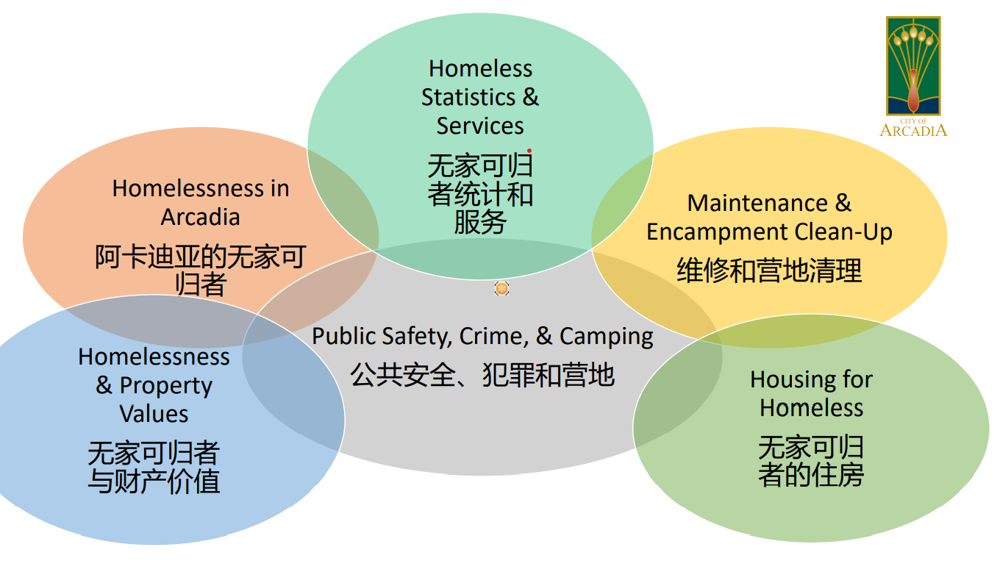 Homeless
Statistics &
Services
无家可归
者统计和
服务
CITY OF
ARCADIA
Homelessness in
Arcadia
阿卡迪亚的无家可
归者
Maintenance &
Encampment Clean-Up
维修和营地清理
Public Safety, Crime, & Camping
公共安全、犯罪和营地
Homelessness
& Property
Values
无家可归者
与财产价值
Housing for
Homeless
无家可归
者的住房